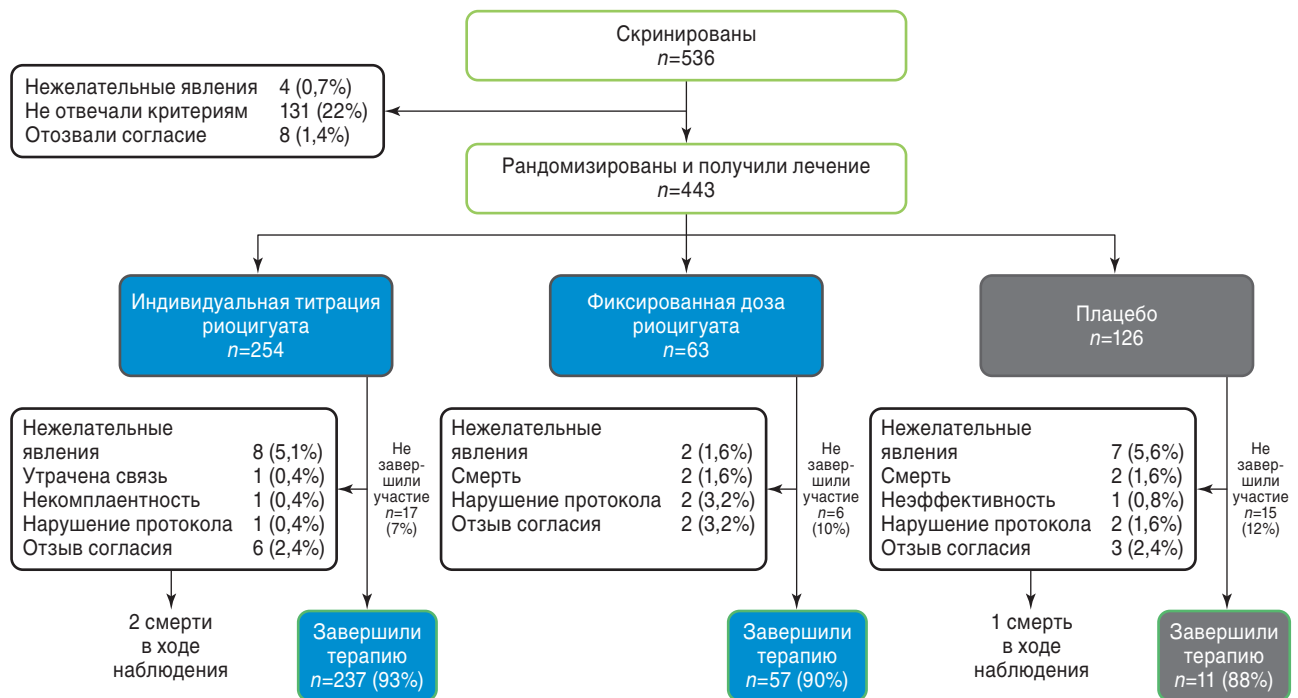 Скринированы
n=536
Нежелательные явления 4 (0,7%)
Не отвечали критериям 131 (22%)
Отозвали согласие 8 (1,4%)
Рандомизированы и получили лечение
n=443
Индивидуальная титрация
риоцигуата
n=254
Фиксированная доза
риоцигуата
n=63
Плацебо
n=126
Нежелательные
явления 8 (5,1%)
Утрачена связь 1 (0,4%)
Некомплаентность 1 (0,4%)
Нарушение протокола 1 (0,4%)
Отзыв согласия 6 (2,4%)
Не
завер-
шили
участие
n=17
(7%)
Нежелательные
явления 2 (1,6%)
Смерть 2 (1,6%)
Нарушение протокола 2 (3,2%)
Отзыв согласия 2 (3,2%)
Не
завер-
шили
участие
n=6
(10%)
Нежелательные
явления 7 (5,6%)
Смерть 2 (1,6%)
Неэффективность 1 (0,8%)
Нарушение протокола 2 (1,6%)
Отзыв согласия 3 (2,4%)
Не
завер-
шили
участие
n=15
(12%)
2 смерти
в ходе
наблюдения
Завершили
терапию
n=237 (93%)
Завершили
терапию
n=57 (90%)
1 смерть
в ходе
наблюдения
Завершили
терапию
n=11 (88%)